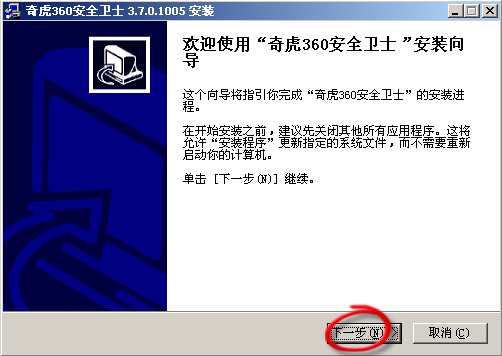 奇虎360安全卫士 3.7.0.1005 安装
欢迎使用“奇虎360安全卫士 ”安装向
导
这个向导将指引你完成“奇虎360安全卫士”的安装进
程。
在开始安装之前，建议先关闭其他所有应用程序。这将
允许“安装程序”更新指定的系统文件，而不需要重新
启动你的计算机。
单击 [下一步(N)] 继续。
下一步(N) >
取消(C)